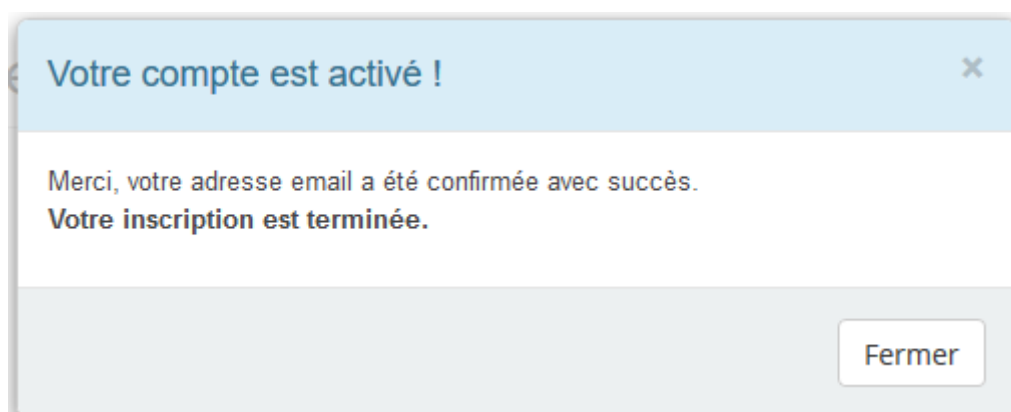 Votre compte est activé !
×
Merci, votre adresse email a été confirmée avec succès.
Votre inscription est terminée.
Fermer